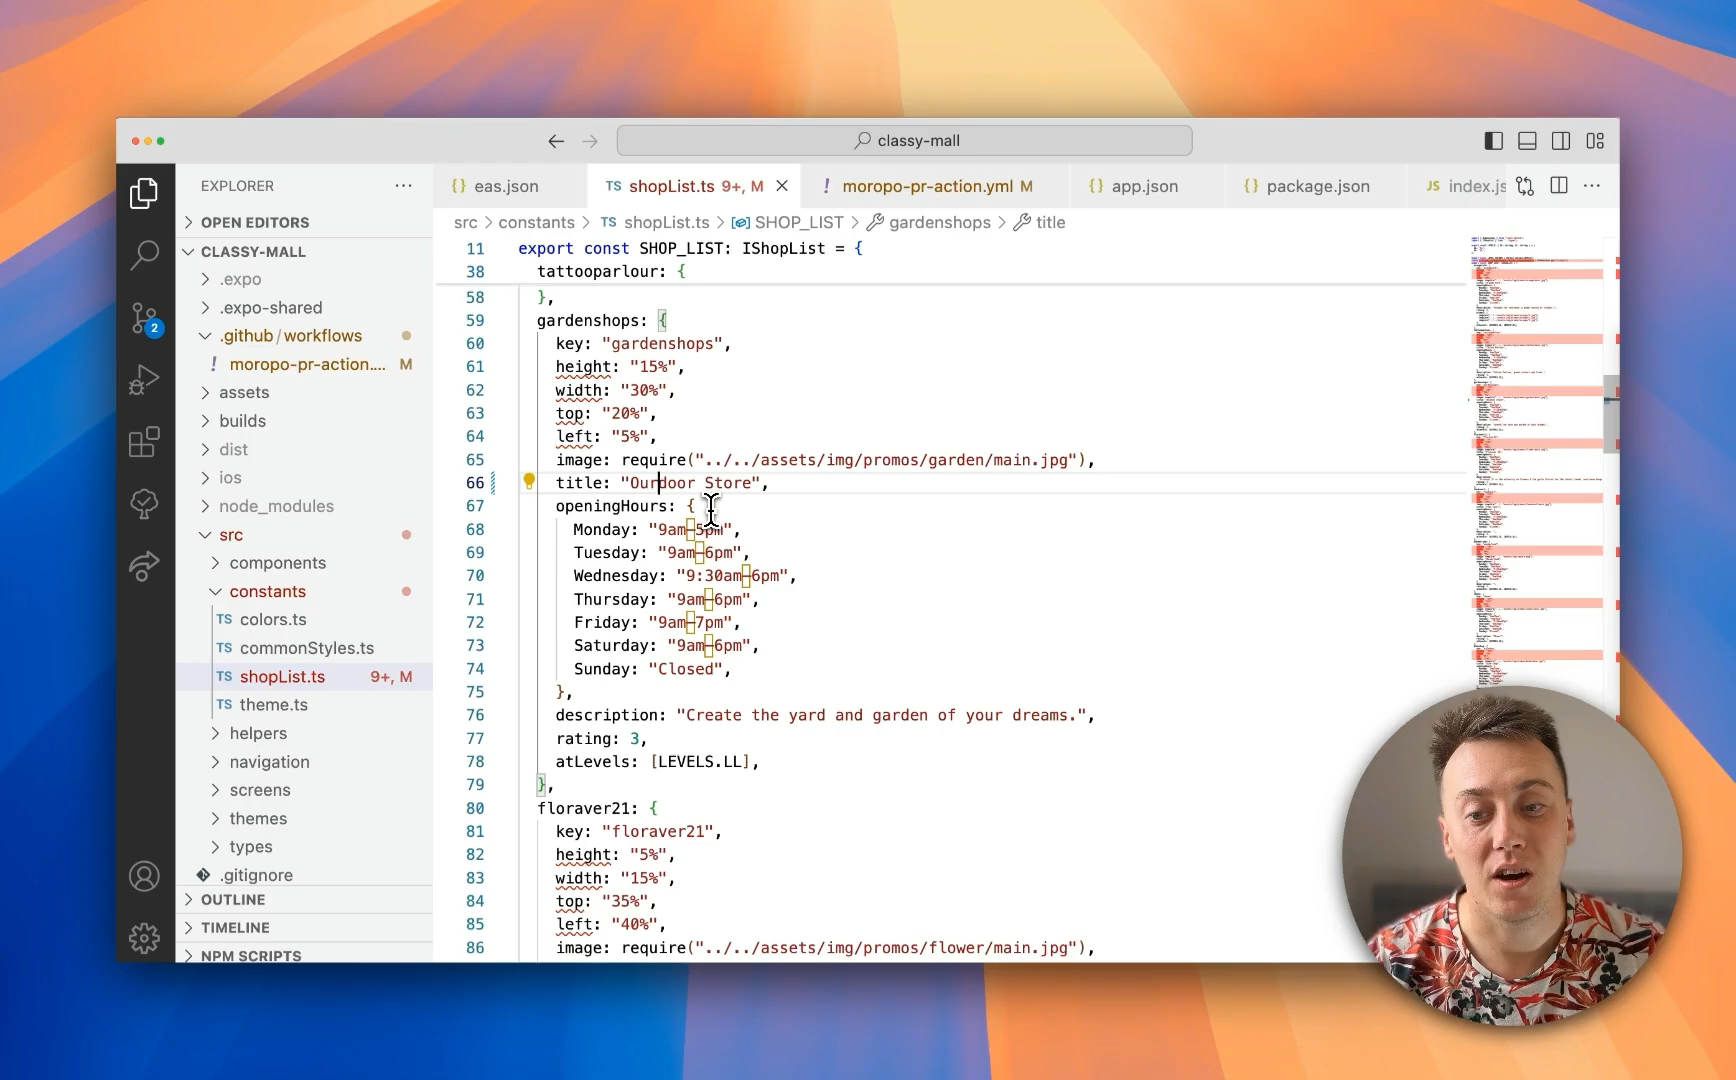 classy-mall
EXPLORER
OPEN EDITORS
CLASSY-MALL
.expo
.expo-shared
.github/workflows
! moropo-pr-action.... M
assets
builds
dist
ios
node_modules
src
components
constants
TS colors.ts
TS commonStyles.ts
TS shopList.ts 9+, M
TS theme.ts
helpers
navigation
screens
themes
types
.gitignore
OUTLINE
TIMELINE
NPM SCRIPTS
2
{} eas.json
TS shopList.ts 9+, M
! moropo-pr-action.yml M
{} app.json
{} package.json
JS index.js
src > constants > TS shopList.ts > SHOP_LIST > gardenshops > title
11 export const SHOP_LIST: IShopList = {
38 tattooparlour: {
58 },
59 gardenshops: {
60 key: "gardenshops",
61 height: "15%",
62 width: "30%",
63 top: "20%",
64 left: "5%",
65 image: require("../../assets/img/promos/garden/main.jpg"),
66 title: "Ourdoor Store",
67 openingHours: {
68 Monday: "9am–5pm",
69 Tuesday: "9am–6pm",
70 Wednesday: "9:30am–6pm",
71 Thursday: "9am–6pm",
72 Friday: "9am–7pm",
73 Saturday: "9am–6pm",
74 Sunday: "Closed",
75 },
76 description: "Create the yard and garden of your dreams.",
77 rating: 3,
78 atLevels: [LEVELS.LL],
79 },
80 floraver21: {
81 key: "floraver21",
82 height: "5%",
83 width: "15%",
84 top: "35%",
85 left: "40%",
86 image: require("../../assets/img/promos/flower/main.jpg"),